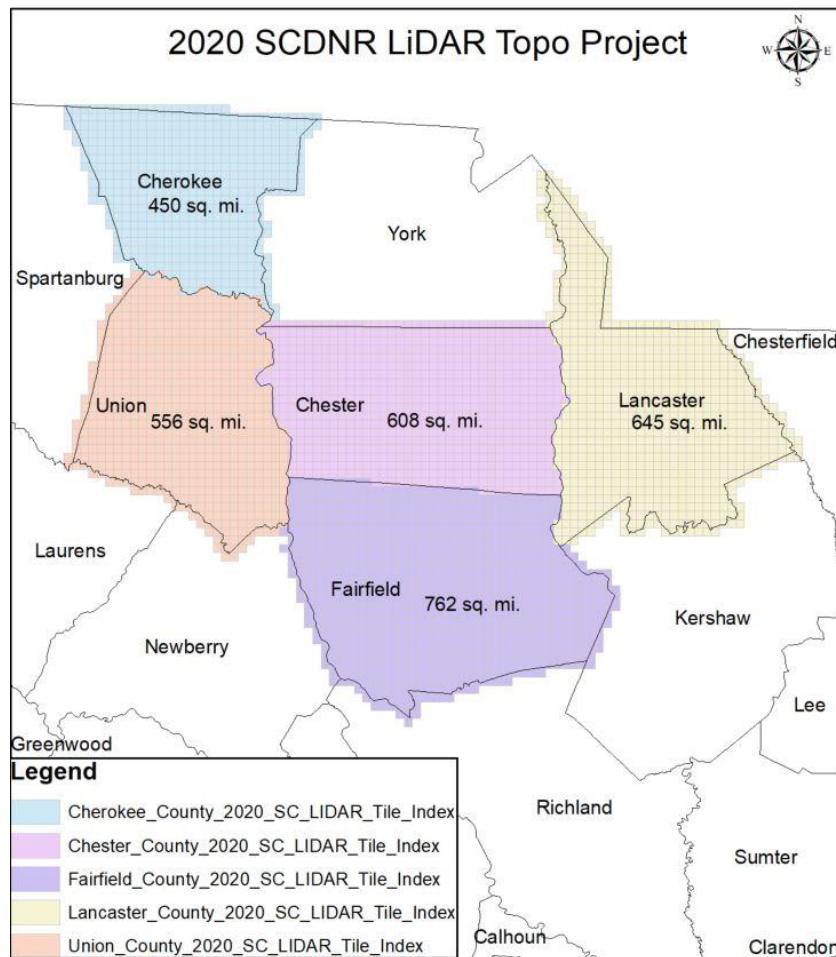 2020 SCDNR LiDAR Topo Project
N
W
E
S
Cherokee
450 sq. mi.
York
Spartanburg
Chesterfield
Union
556 sq. mi.
Chester
608 sq. mi.
Lancaster
645 sq. mi.
Laurens
Fairfield
762 sq. mi.
Kershaw
Newberry
Lee
Greenwood
Richland
Sumter
Calhoun
Clarendon
Legend
Cherokee_County_2020_SC_LIDAR_Tile_Index
Chester_County_2020_SC_LIDAR_Tile_Index
Fairfield_County_2020_SC_LIDAR_Tile_Index
Lancaster_County_2020_SC_LIDAR_Tile_Index
Union_County_2020_SC_LIDAR_Tile_Index